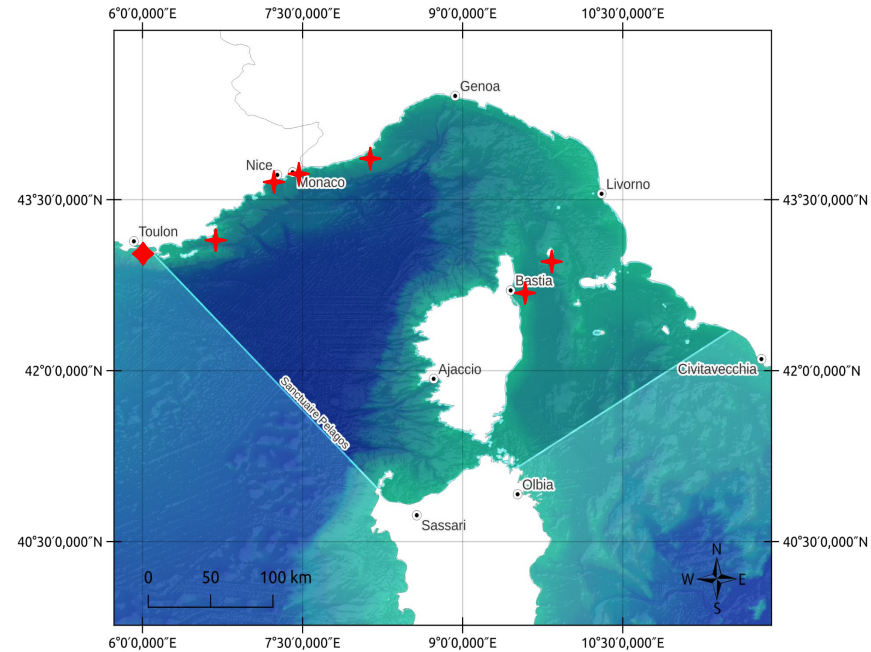 6°0′0,000″E 7°30′0,000″E 9°0′0,000″E 10°30′0,000″E
Genoa
Nice
Monaco
Livorno
43°30′0,000″N 43°30′0,000″N
Toulon
Bastia
42°0′0,000″N 42°0′0,000″N
Ajaccio
Civitavecchia
Sanctuaire Pelagos
Olbia
Sassari
40°30′0,000″N 40°30′0,000″N
N
W E
S
0 50 100 km
6°0′0,000″E 7°30′0,000″E 9°0′0,000″E 10°30′0,000″E